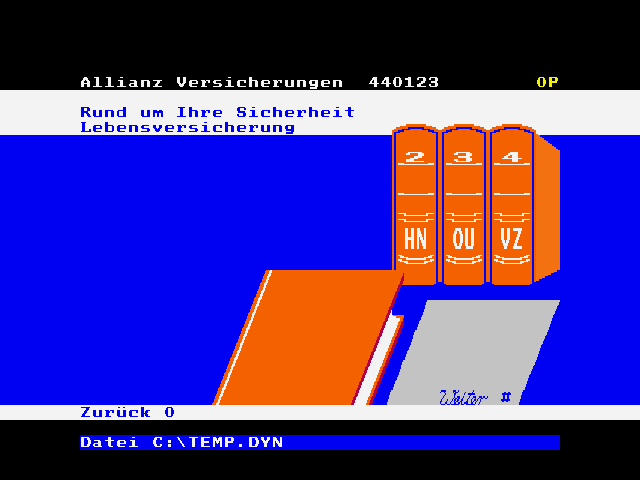 Allianz Versicherungen 440123 OP
Rund um Ihre Sicherheit
Lebensversicherung
2 3 4
HN OU VZ
Weiter #
Zurück 0
Datei C:\TEMP.DYN